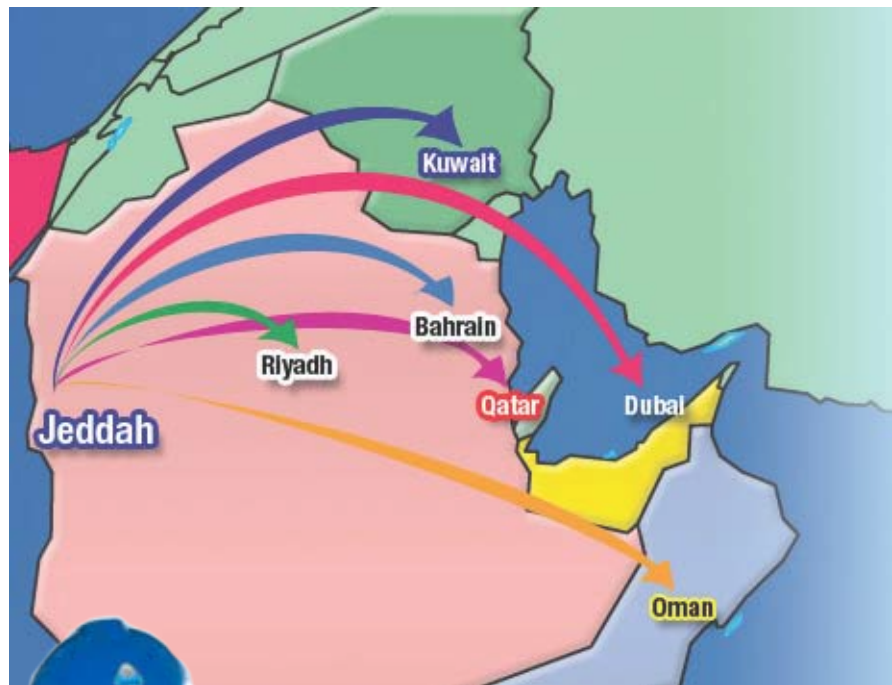 Kuwait
Bahrain
Riyadh
Qatar
Dubai
Jeddah
Oman